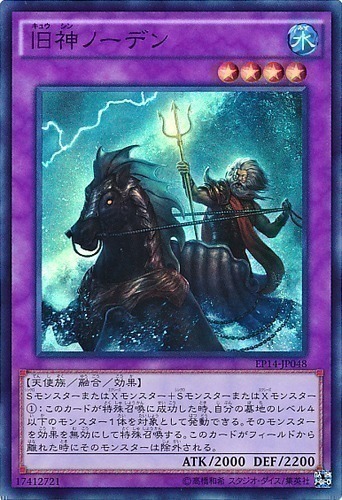 旧神ノーデン
キュウ シン
水
EP14-JP048
【天使族/融合/効果】
SモンスターまたはXモンスター+SモンスターまたはXモンスター
①:このカードが特殊召喚に成功した時、自分の墓地のレベル4
以下のモンスター1体を対象として発動できる。そのモンスター
を効果を無効にして特殊召喚する。このカードがフィールドから
離れた時にそのモンスターは除外される。
ATK/2000 DEF/2200
17412721
©高橋和希 スタジオ・ダイス/集英社